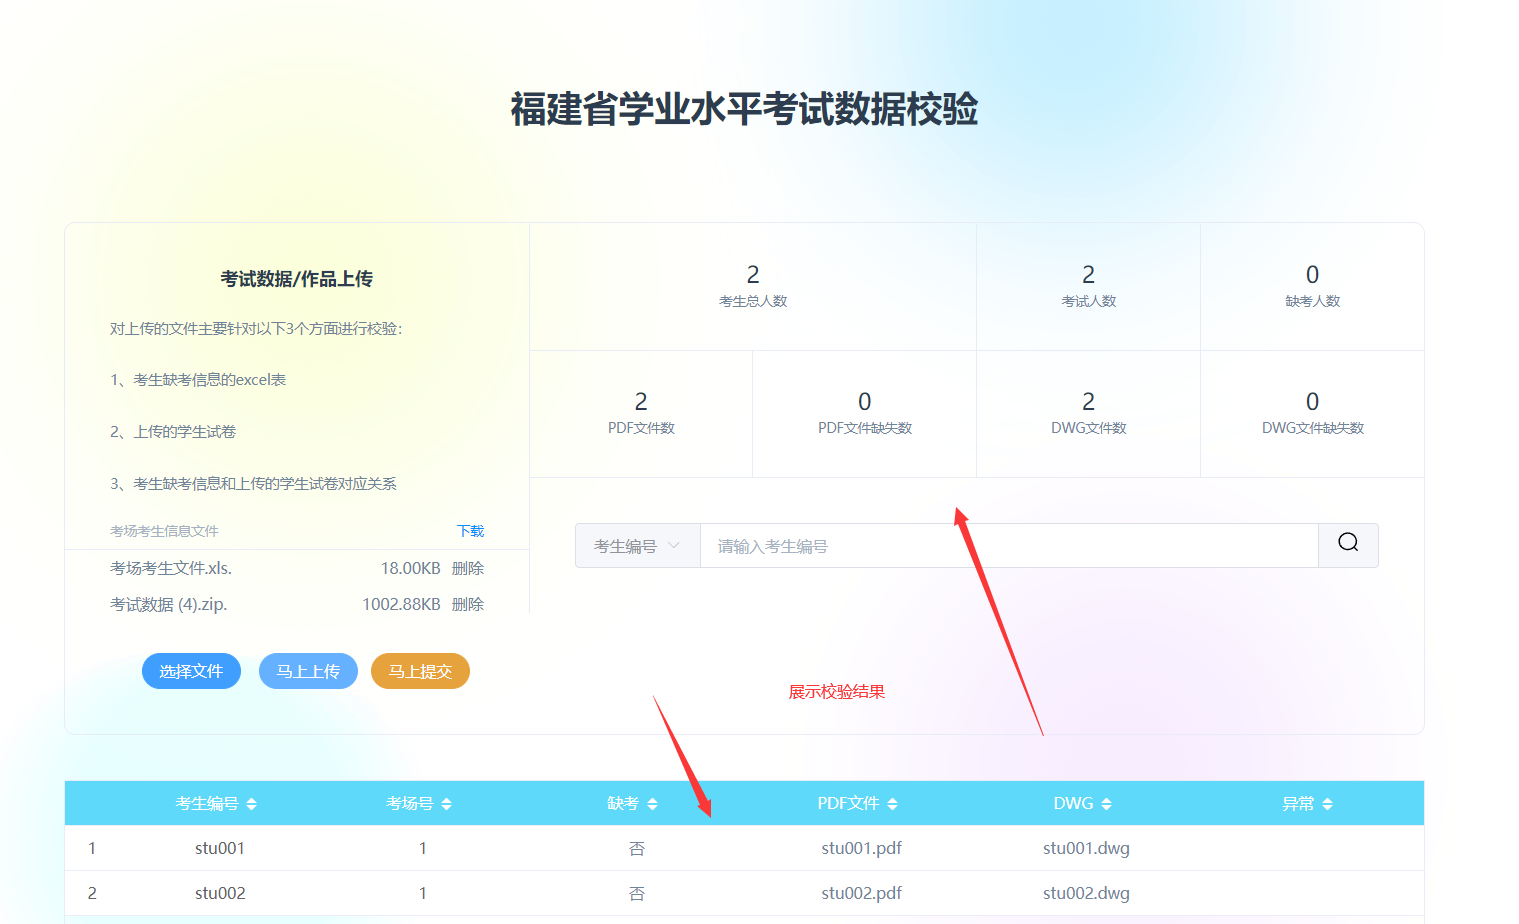 福建省学业水平考试数据校验
考试数据/作品上传
对上传的文件主要针对以下3个方面进行校验：
1、考生缺考信息的excel表
2、上传的学生试卷
3、考生缺考信息和上传的学生试卷对应关系
考场考生信息文件 下载
考场考生文件.xls. 18.00KB 删除
考试数据 (4).zip. 1002.88KB 删除
选择文件 马上上传 马上提交
2 2 0
考生总人数 考试人数 缺考人数
2 0 2 0
PDF文件数 PDF文件缺失数 DWG文件数 DWG文件缺失数
考生编号 请输入考生编号
展示校验结果
考生编号 考场号 缺考 PDF文件 DWG 异常
1 stu001 1 否 stu001.pdf stu001.dwg
2 stu002 1 否 stu002.pdf stu002.dwg